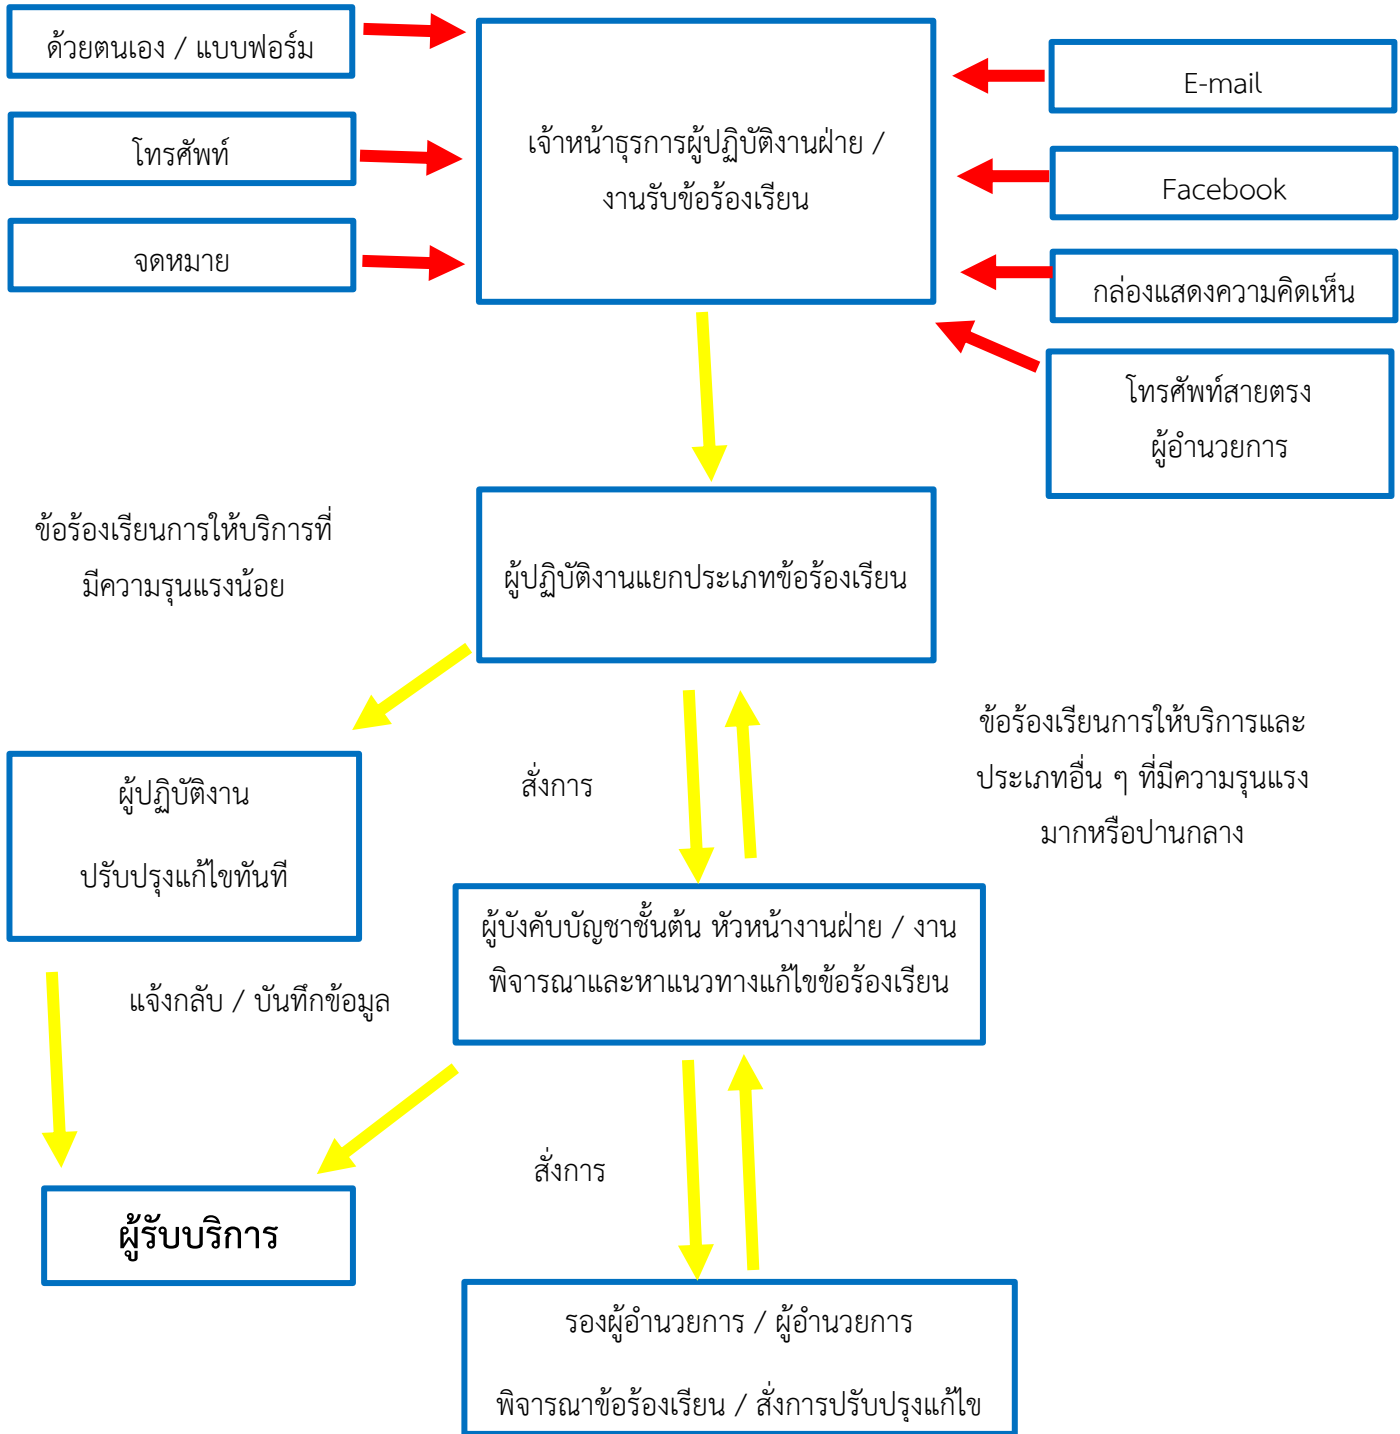 ด้วยตนเอง / แบบฟอร์ม
โทรศัพท์
จดหมาย
เจ้าหน้าธุรการผู้ปฏิบัติงานฝ่าย /
งานรับข้อร้องเรียน
E-mail
Facebook
กล่องแสดงความคิดเห็น
โทรศัพท์สายตรง
ผู้อำนวยการ
ข้อร้องเรียนการให้บริการที่
มีความรุนแรงน้อย
ผู้ปฏิบัติงานแยกประเภทข้อร้องเรียน
ข้อร้องเรียนการให้บริการและ
ประเภทอื่น ๆ ที่มีความรุนแรง
มากหรือปานกลาง
สั่งการ
ผู้ปฏิบัติงาน
ปรับปรุงแก้ไขทันที
ผู้บังคับบัญชาชั้นต้น หัวหน้างานฝ่าย / งาน
พิจารณาและหาแนวทางแก้ไขข้อร้องเรียน
แจ้งกลับ / บันทึกข้อมูล
สั่งการ
ผู้รับบริการ
รองผู้อำนวยการ / ผู้อำนวยการ
พิจารณาข้อร้องเรียน / สั่งการปรับปรุงแก้ไข